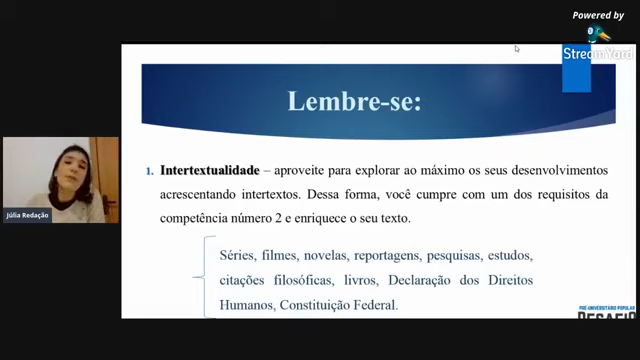 Powered by
StreamYard
Lembre-se:
1. Intertextualidade – aproveite para explorar ao máximo os seus desenvolvimentos
acrescentando intertextos. Dessa forma, você cumpre com um dos requisitos da
competência número 2 e enriquece o seu texto.
Júlia Redação
Séries, filmes, novelas, reportagens, pesquisas, estudos,
citações filosóficas, livros, Declaração dos Direitos
Humanos, Constituição Federal.
PRÉ-UNIVERSITÁRIO POPULAR
DESAFIO